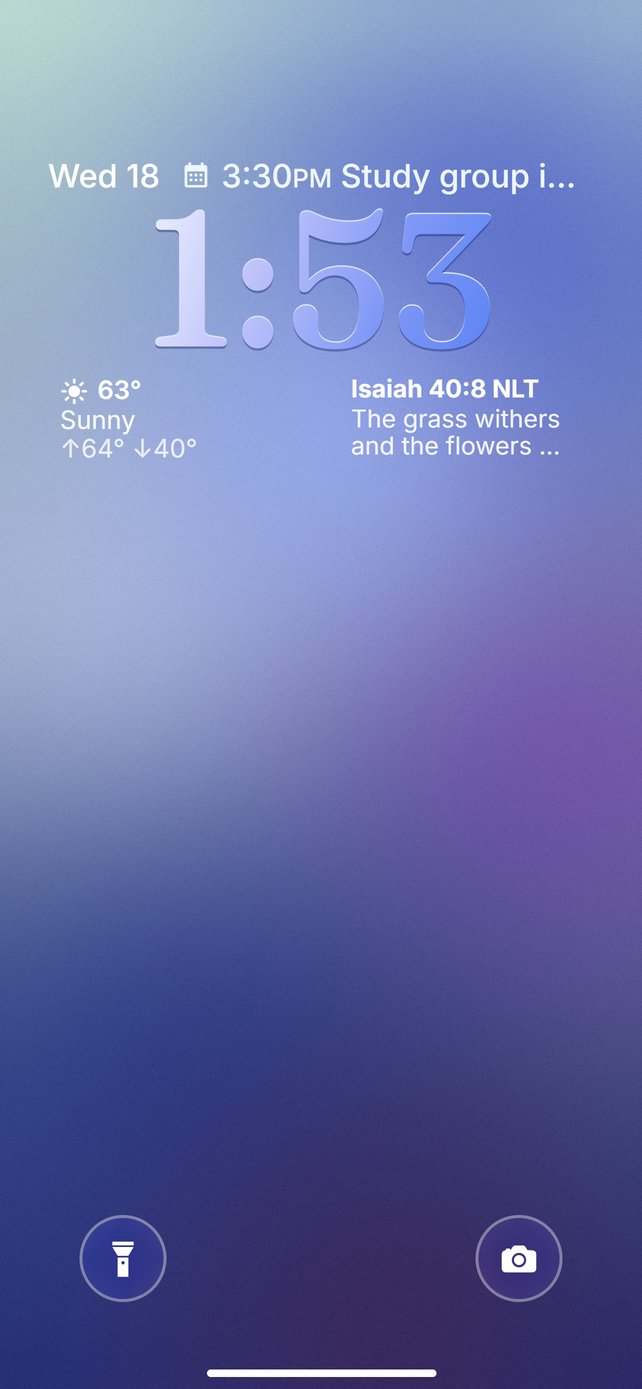 Wed 18 3:30PM Study group i...
1:53
63°
Sunny
↑64° ↓40°
Isaiah 40:8 NLT
The grass withers
and the flowers ...